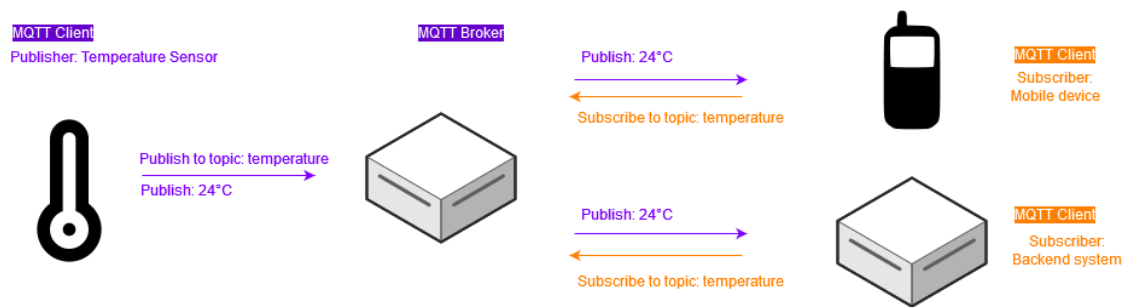 MQTT Client
Publisher: Temperature Sensor
MQTT Broker
Publish to topic: temperature
Publish: 24°C
Publish: 24°C
Subscribe to topic: temperature
MQTT Client
Subscriber:
Mobile device
Publish: 24°C
Subscribe to topic: temperature
MQTT Client
Subscriber:
Backend system